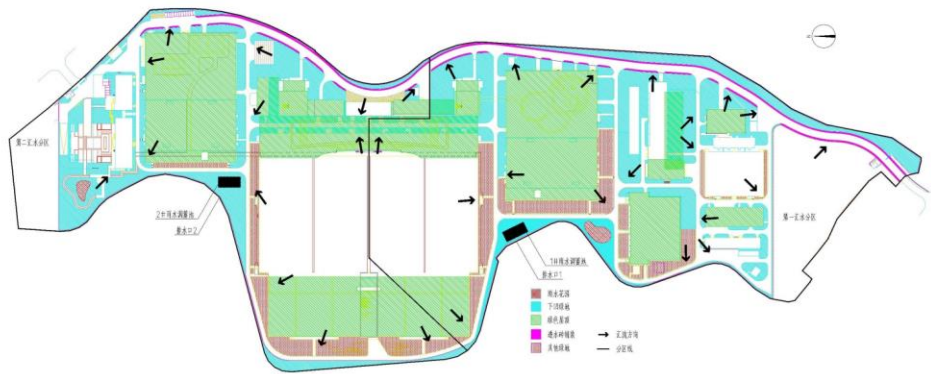 第二汇水分区
2#雨水调蓄池
排水口2
1#雨水调蓄池
排水口1
第一汇水分区
雨水花园
下凹绿地
绿色屋面
透水砖铺装
其他绿地
汇流方向
分区线